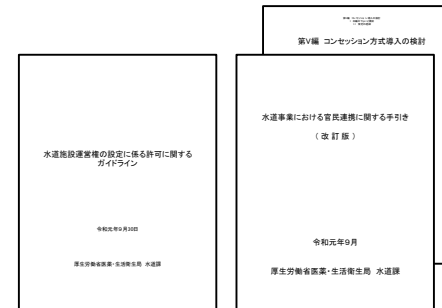 第Ⅴ編 コンセッション方式導入の検討
水道施設運営権の設定に係る許可に関する
ガイドライン
令和元年9月30日
厚生労働省医薬・生活衛生局 水道課
水道事業における官民連携に関する手引き
（ 改 訂 版 ）
令和元年9月
厚生労働省医薬・生活衛生局 水道課